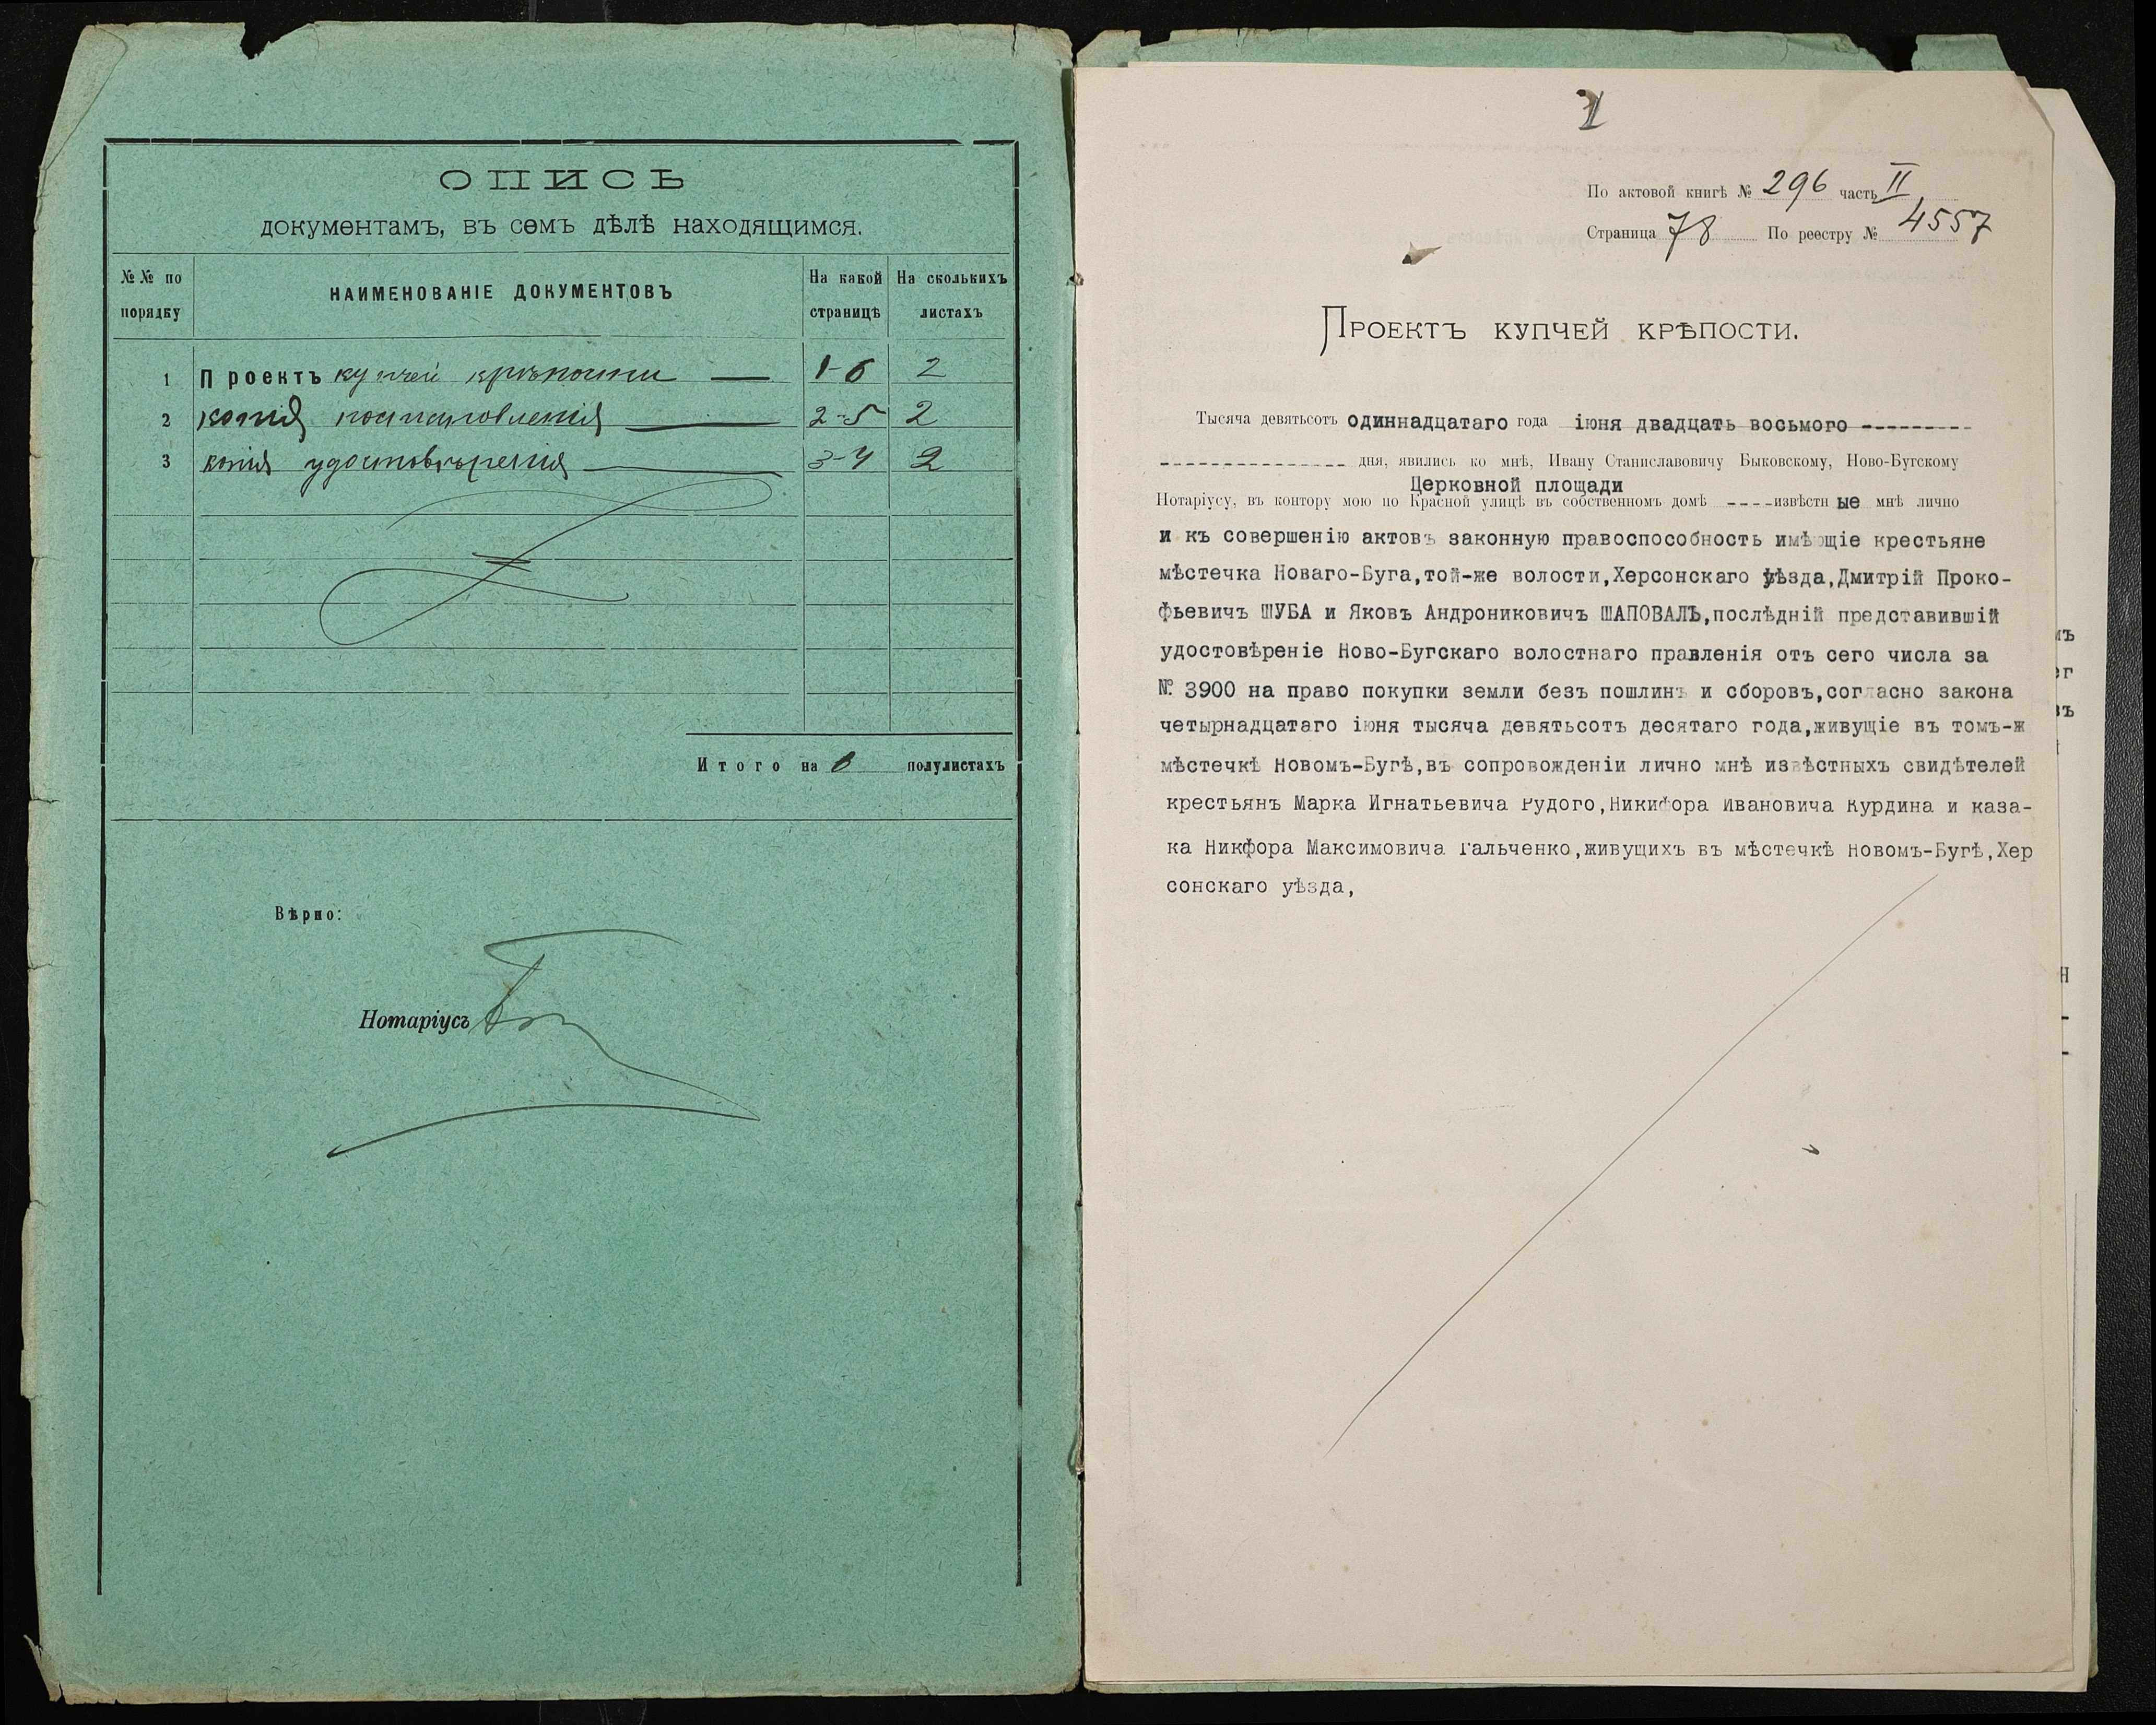 ОПИСЬ
документамъ, въ семъ дѣлѣ находящимся.
№№ по порядку
НАИМЕНОВАНІЕ ДОКУМЕНТОВЪ
На какой страницѣ
На сколькихъ листахъ
1 Проектъ купчей крѣпости 1-6 2
2 копія постановленія 2-5 2
3 копія удостовѣренія 3-4 2
Итого на 6 полулистахъ
Вѣрно:
Нотаріусъ
1
По актовой книгѣ № 296 часть II
Страница 78 По реестру № 4557
Проектъ купчей крѣпости.
Тысяча девятьсотъ одиннадцатаго года іюня двадцать восьмого ---------
--------------- дня, явились ко мнѣ, Ивану Станиславовичу Быковскому, Ново-Бугскому
Церковной площади
Нотаріусу, въ контору мою по Красной улицѣ въ собственномъ домѣ ----извѣстн ые мнѣ лично
и къ совершенію актовъ законную правоспособность имѣющіе крестьяне
мѣстечка Новаго-Буга,той-же волости,Херсонскаго уѣзда,Дмитрій Проко-
фьевичъ ШУБА и Яковъ Андрониковичъ ШАПОВАЛЪ,послѣдній представившій
удостовѣреніе Ново-Бугскаго волостнаго правленія отъ сего числа за
№ 3900 на право покупки земли безъ пошлинъ и сборовъ,согласно закона
четырнадцатаго іюня тысяча девятьсотъ десятаго года,живущіе въ томъ-ж
мѣстечкѣ Новомъ-Бугѣ,въ сопровожденіи лично мнѣ извѣстныхъ свидѣтелей
крестьянъ Марка Игнатьевича Рудого,Никифора Ивановича Курдина и каза-
ка Никфора Максимовича Гальченко,живущихъ въ мѣстечкѣ Новомъ-Бугѣ,Хер
сонскаго уѣзда,